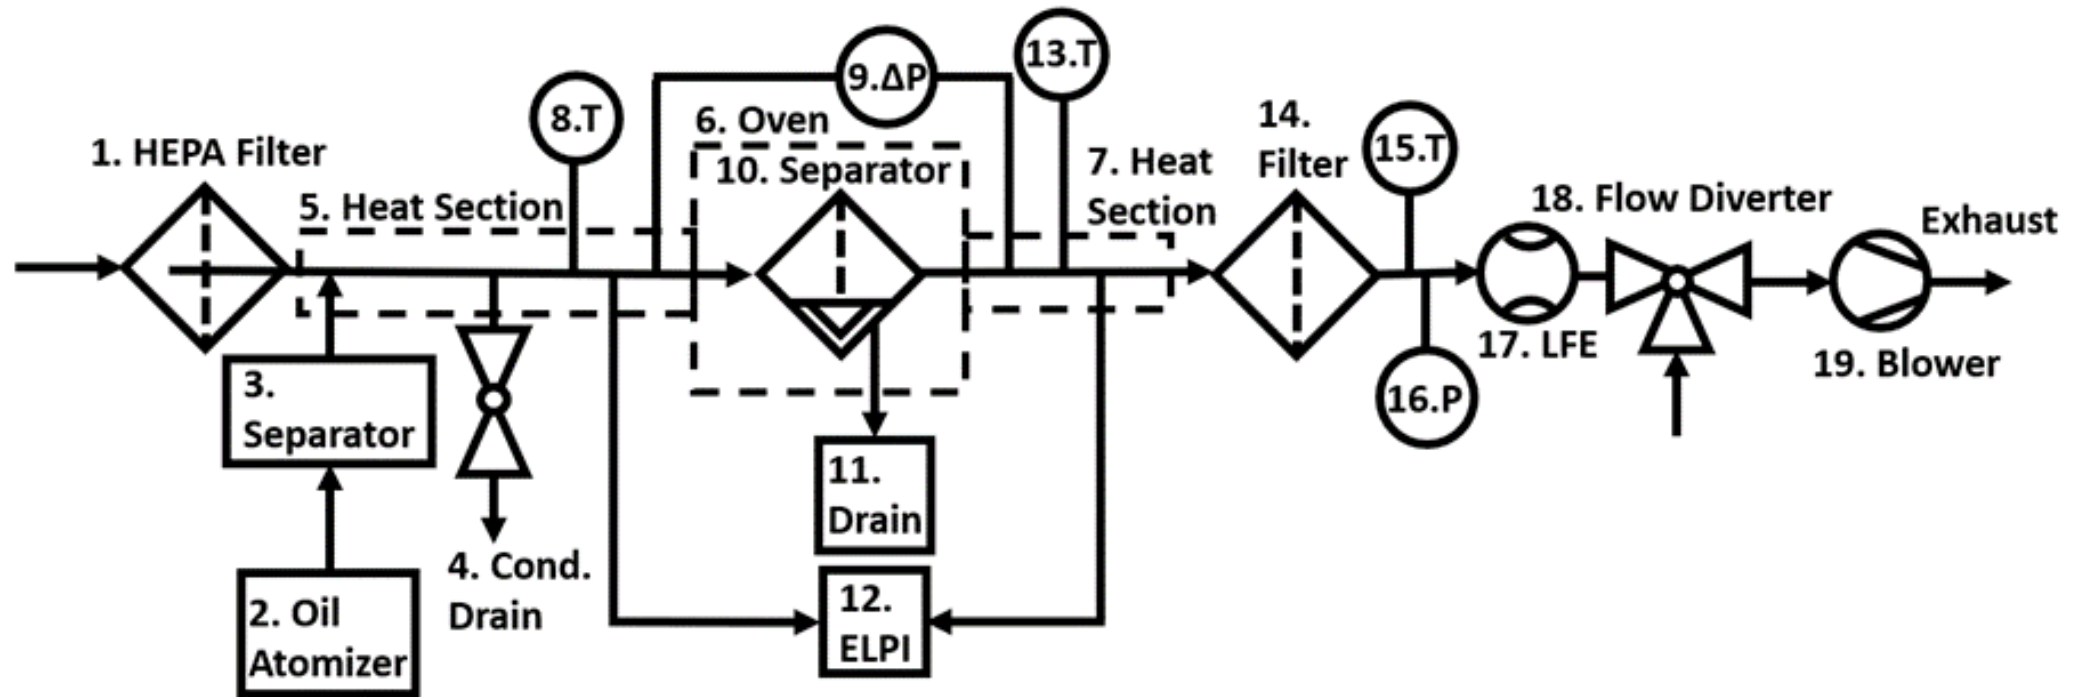 1. HEPA Filter
2. Oil
Atomizer
3.
Separator
4. Cond.
Drain
5. Heat Section
6. Oven
7. Heat
Section
8.T
9.ΔP
10. Separator
11.
Drain
12.
ELPI
13.T
14.
Filter
15.T
16.P
17. LFE
18. Flow Diverter
19. Blower
Exhaust